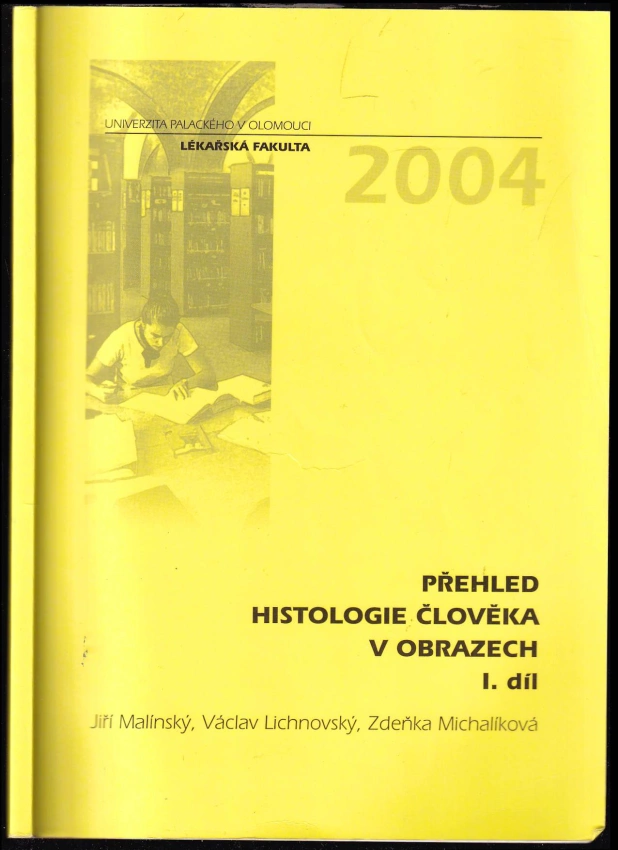 UNIVERZITA PALACKÉHO V OLOMOUCI
LÉKAŘSKÁ FAKULTA
2004
PŘEHLED
HISTOLOGIE ČLOVĚKA
V OBRAZECH
I. díl
Jiří Malínský, Václav Lichnovský, Zdeňka Michalíková